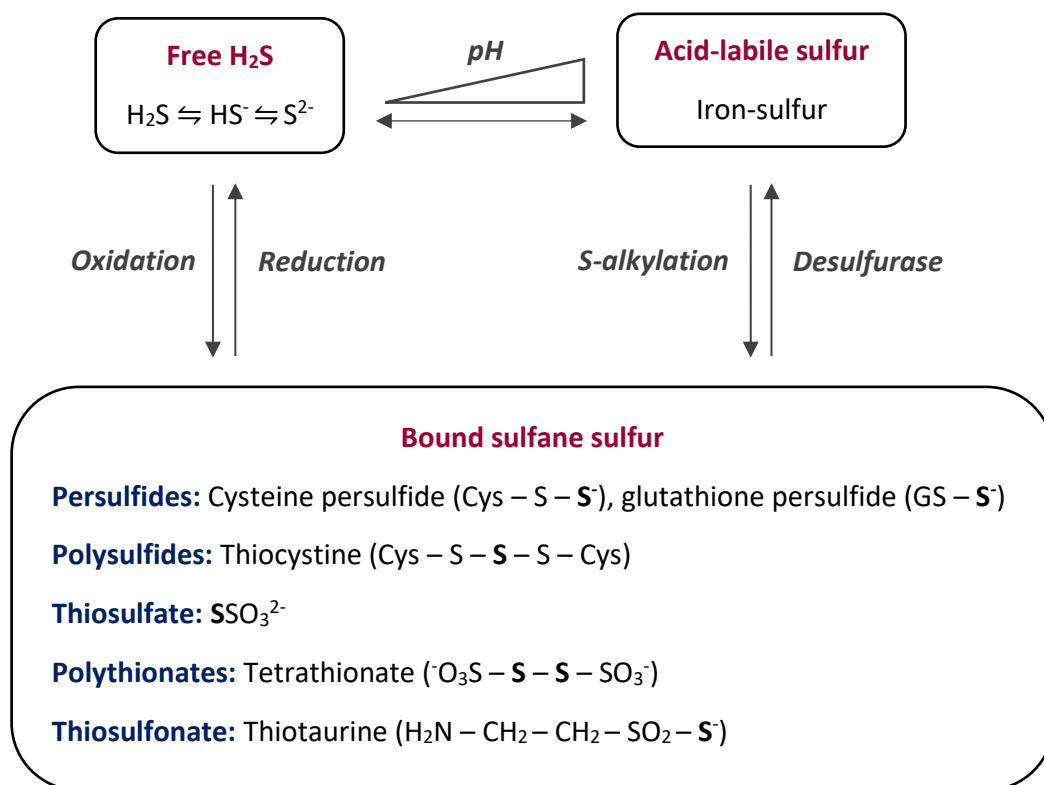 Free H₂S
H₂S ⇋ HS⁻ ⇋ S²⁻
pH
Acid-labile sulfur
Iron-sulfur
Oxidation
Reduction
S-alkylation
Desulfurase
Bound sulfane sulfur
Persulfides: Cysteine persulfide (Cys – S – S⁻), glutathione persulfide (GS – S⁻)
Polysulfides: Thiocystine (Cys – S – S – S – Cys)
Thiosulfate: SSO₃²⁻
Polythionates: Tetrathionate (⁻O₃S – S – S – SO₃⁻)
Thiosulfonate: Thiotaurine (H₂N – CH₂ – CH₂ – SO₂ – S⁻)